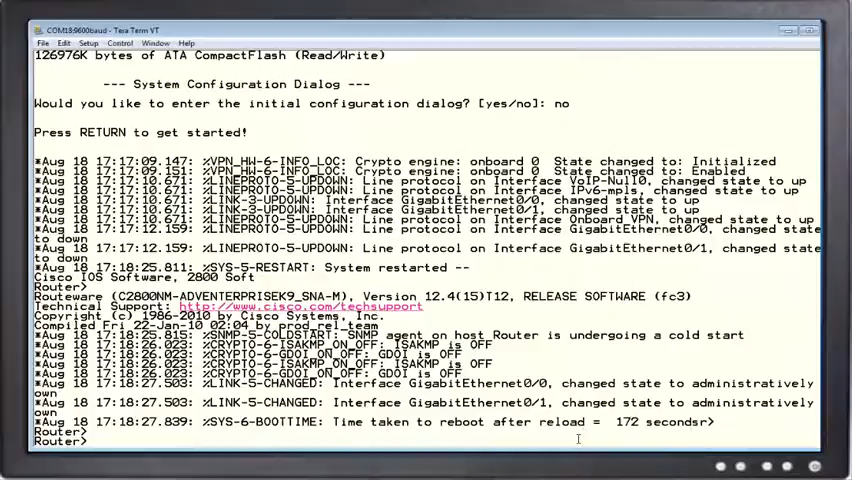 COM18:9600baud - Tera Term VT
File Edit Setup Control Window Help
126976K bytes of ATA CompactFlash (Read/Write)
--- System Configuration Dialog ---
Would you like to enter the initial configuration dialog? [yes/no]: no
Press RETURN to get started!
*Aug 18 17:17:09.147: %VPN_HW-6-INFO_LOC: Crypto engine: onboard 0  State changed to: Initialized
*Aug 18 17:17:09.151: %VPN_HW-6-INFO_LOC: Crypto engine: onboard 0  State changed to: Enabled
*Aug 18 17:17:10.671: %LINEPROTO-5-UPDOWN: Line protocol on Interface VoIP-Null0, changed state to up
*Aug 18 17:17:10.671: %LINEPROTO-5-UPDOWN: Line protocol on Interface IPv6-mpls, changed state to up
*Aug 18 17:17:10.671: %LINK-3-UPDOWN: Interface GigabitEthernet0/0, changed state to up
*Aug 18 17:17:10.671: %LINK-3-UPDOWN: Interface GigabitEthernet0/1, changed state to up
*Aug 18 17:17:10.671: %LINEPROTO-5-UPDOWN: Line protocol on Interface Onboard VPN, changed state to up
*Aug 18 17:17:12.159: %LINEPROTO-5-UPDOWN: Line protocol on Interface GigabitEthernet0/0, changed state
to down
*Aug 18 17:17:12.159: %LINEPROTO-5-UPDOWN: Line protocol on Interface GigabitEthernet0/1, changed state
to down
*Aug 18 17:18:25.811: %SYS-5-RESTART: System restarted --
Cisco IOS Software, 2800 Soft
Router>
Routeware (C2800NM-ADVENTERPRISEK9_SNA-M), Version 12.4(15)T12, RELEASE SOFTWARE (fc3)
Technical Support: http://www.cisco.com/techsupport
Copyright (c) 1986-2010 by Cisco Systems, Inc.
Compiled Fri 22-Jan-10 02:04 by prod_rel_team
*Aug 18 17:18:25.815: %SNMP-5-COLDSTART: SNMP agent on host Router is undergoing a cold start
*Aug 18 17:18:26.023: %CRYPTO-6-ISAKMP_ON_OFF: ISAKMP is OFF
*Aug 18 17:18:26.023: %CRYPTO-6-GDOI_ON_OFF: GDOI is OFF
*Aug 18 17:18:26.023: %CRYPTO-6-ISAKMP_ON_OFF: ISAKMP is OFF
*Aug 18 17:18:26.023: %CRYPTO-6-GDOI_ON_OFF: GDOI is OFF
*Aug 18 17:18:27.503: %LINK-5-CHANGED: Interface GigabitEthernet0/0, changed state to administratively d
own
*Aug 18 17:18:27.503: %LINK-5-CHANGED: Interface GigabitEthernet0/1, changed state to administratively d
own
*Aug 18 17:18:27.839: %SYS-6-BOOTTIME: Time taken to reboot after reload =  172 secondsr>
Router>
Router>